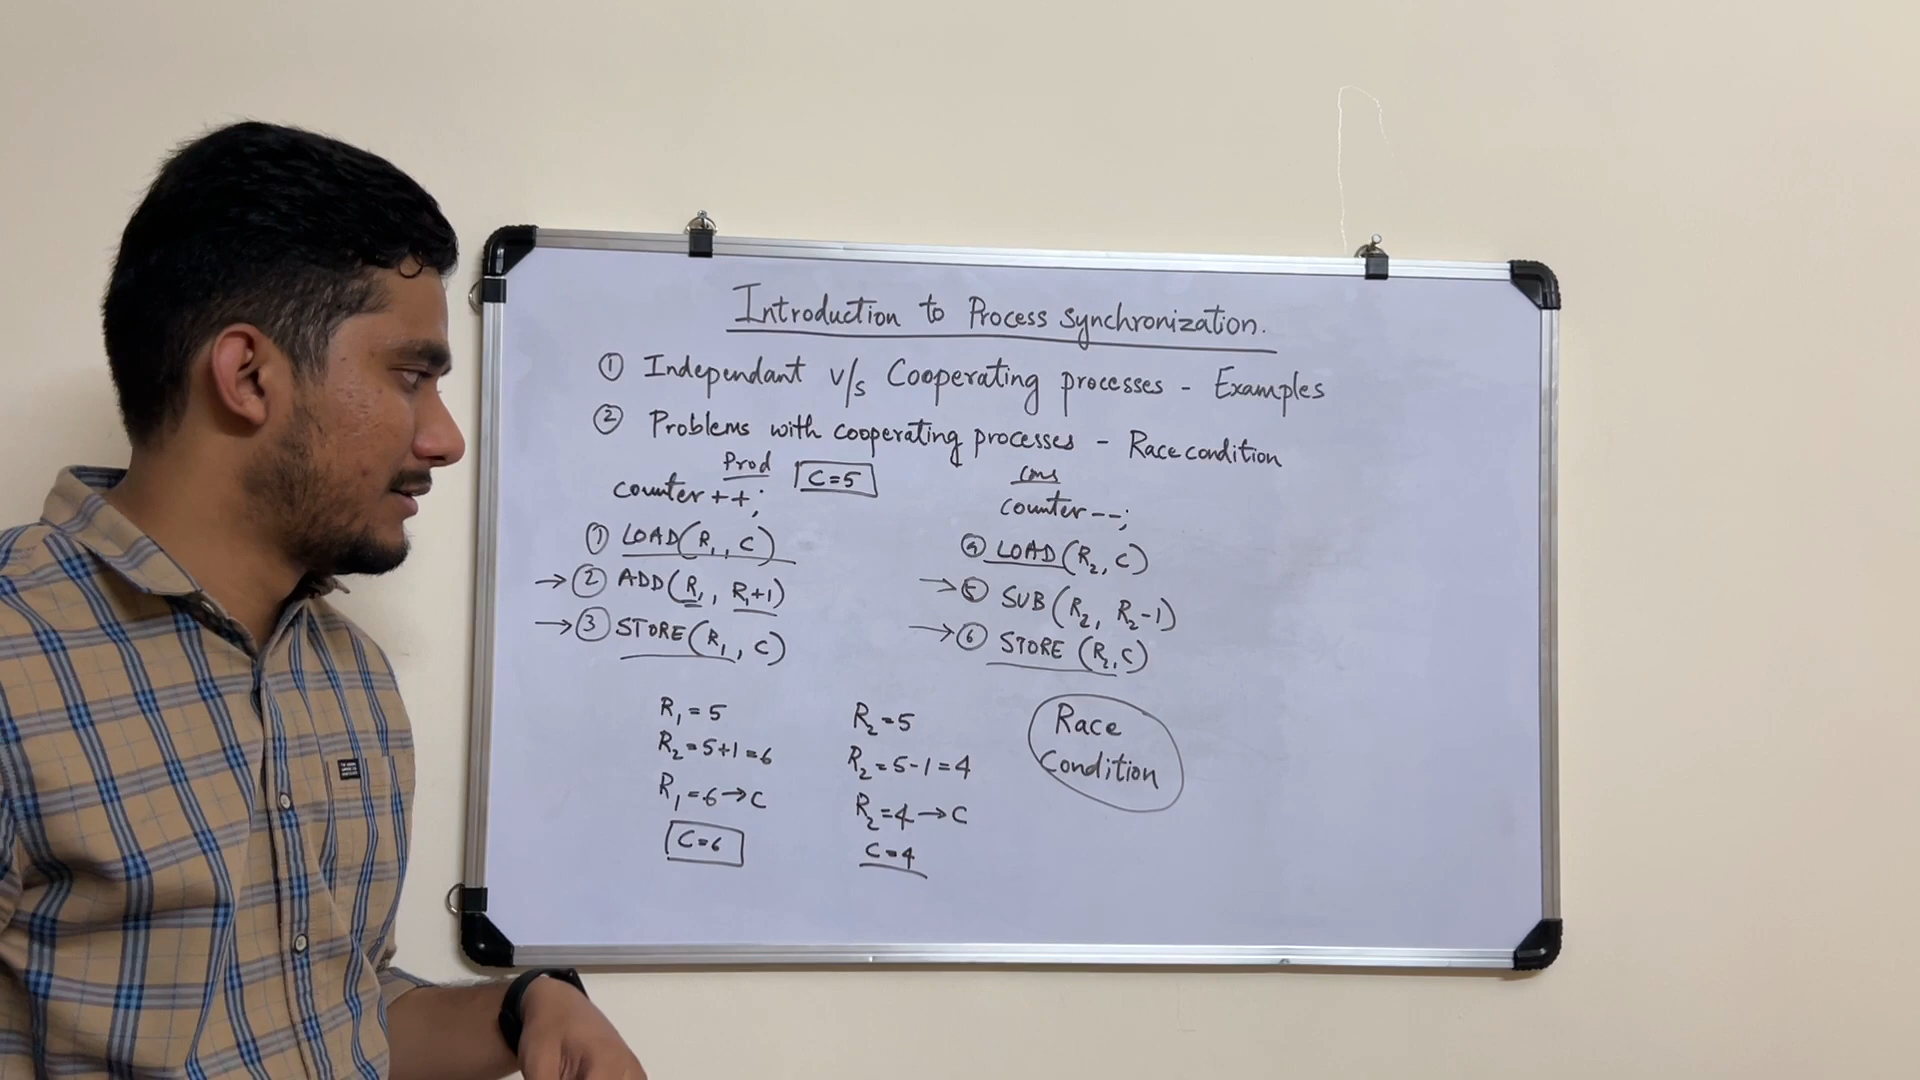 Introduction to Process Synchronization.
① Independant v/s Cooperating processes - Examples
② Problems with cooperating processes - Race condition
Prod
C=5
counter++;
① LOAD(R₁, C)
→ ② ADD(R₁, R₁+1)
→ ③ STORE(R₁, C)
cons
counter--;
④ LOAD(R₂, C)
→ ⑤ SUB(R₂, R₂-1)
→ ⑥ STORE (R₂, C)
R₁ = 5
R₂ = 5+1 = 6
R₁ = 6 → C
C=6
R₂ = 5
R₂ = 5-1 = 4
R₂ = 4 → C
C = 4
Race
Condition